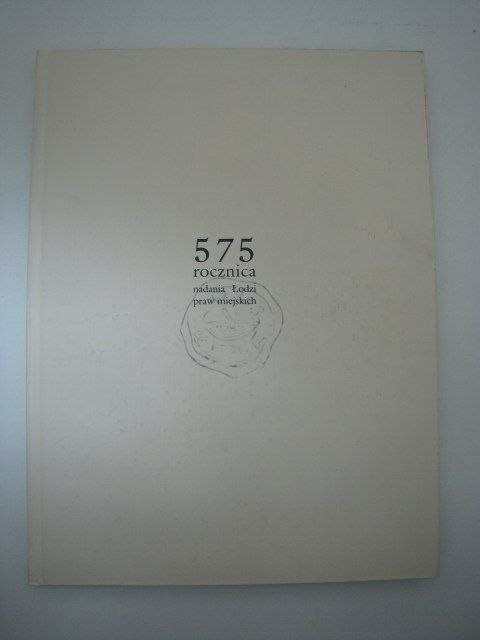 575
rocznica
nadania Łodzi
praw miejskich